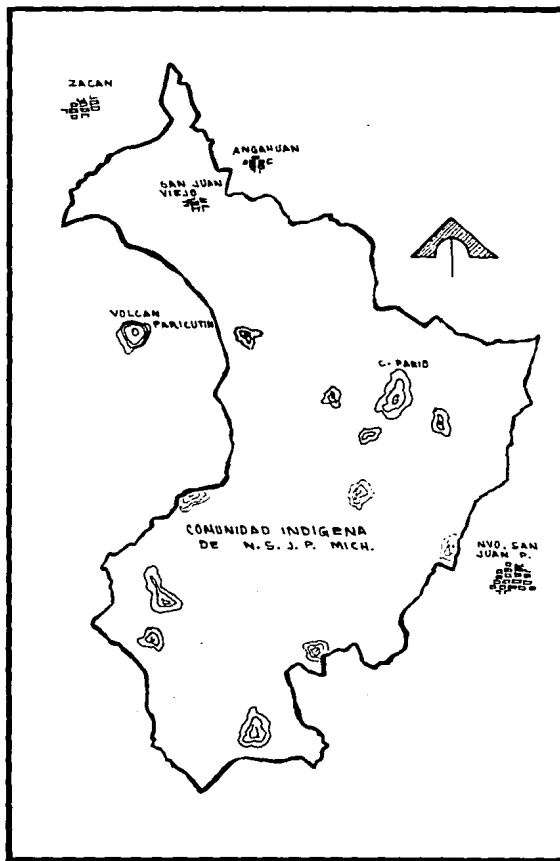 ZACAN
ANGAHUAN
SAN JUAN
VIEJO
VOLCAN
PARICUTIN
C. PARIO
COMUNIDAD INDIGENA
DE N. S. J. P. MICH.
NVO. SAN
JUAN P.